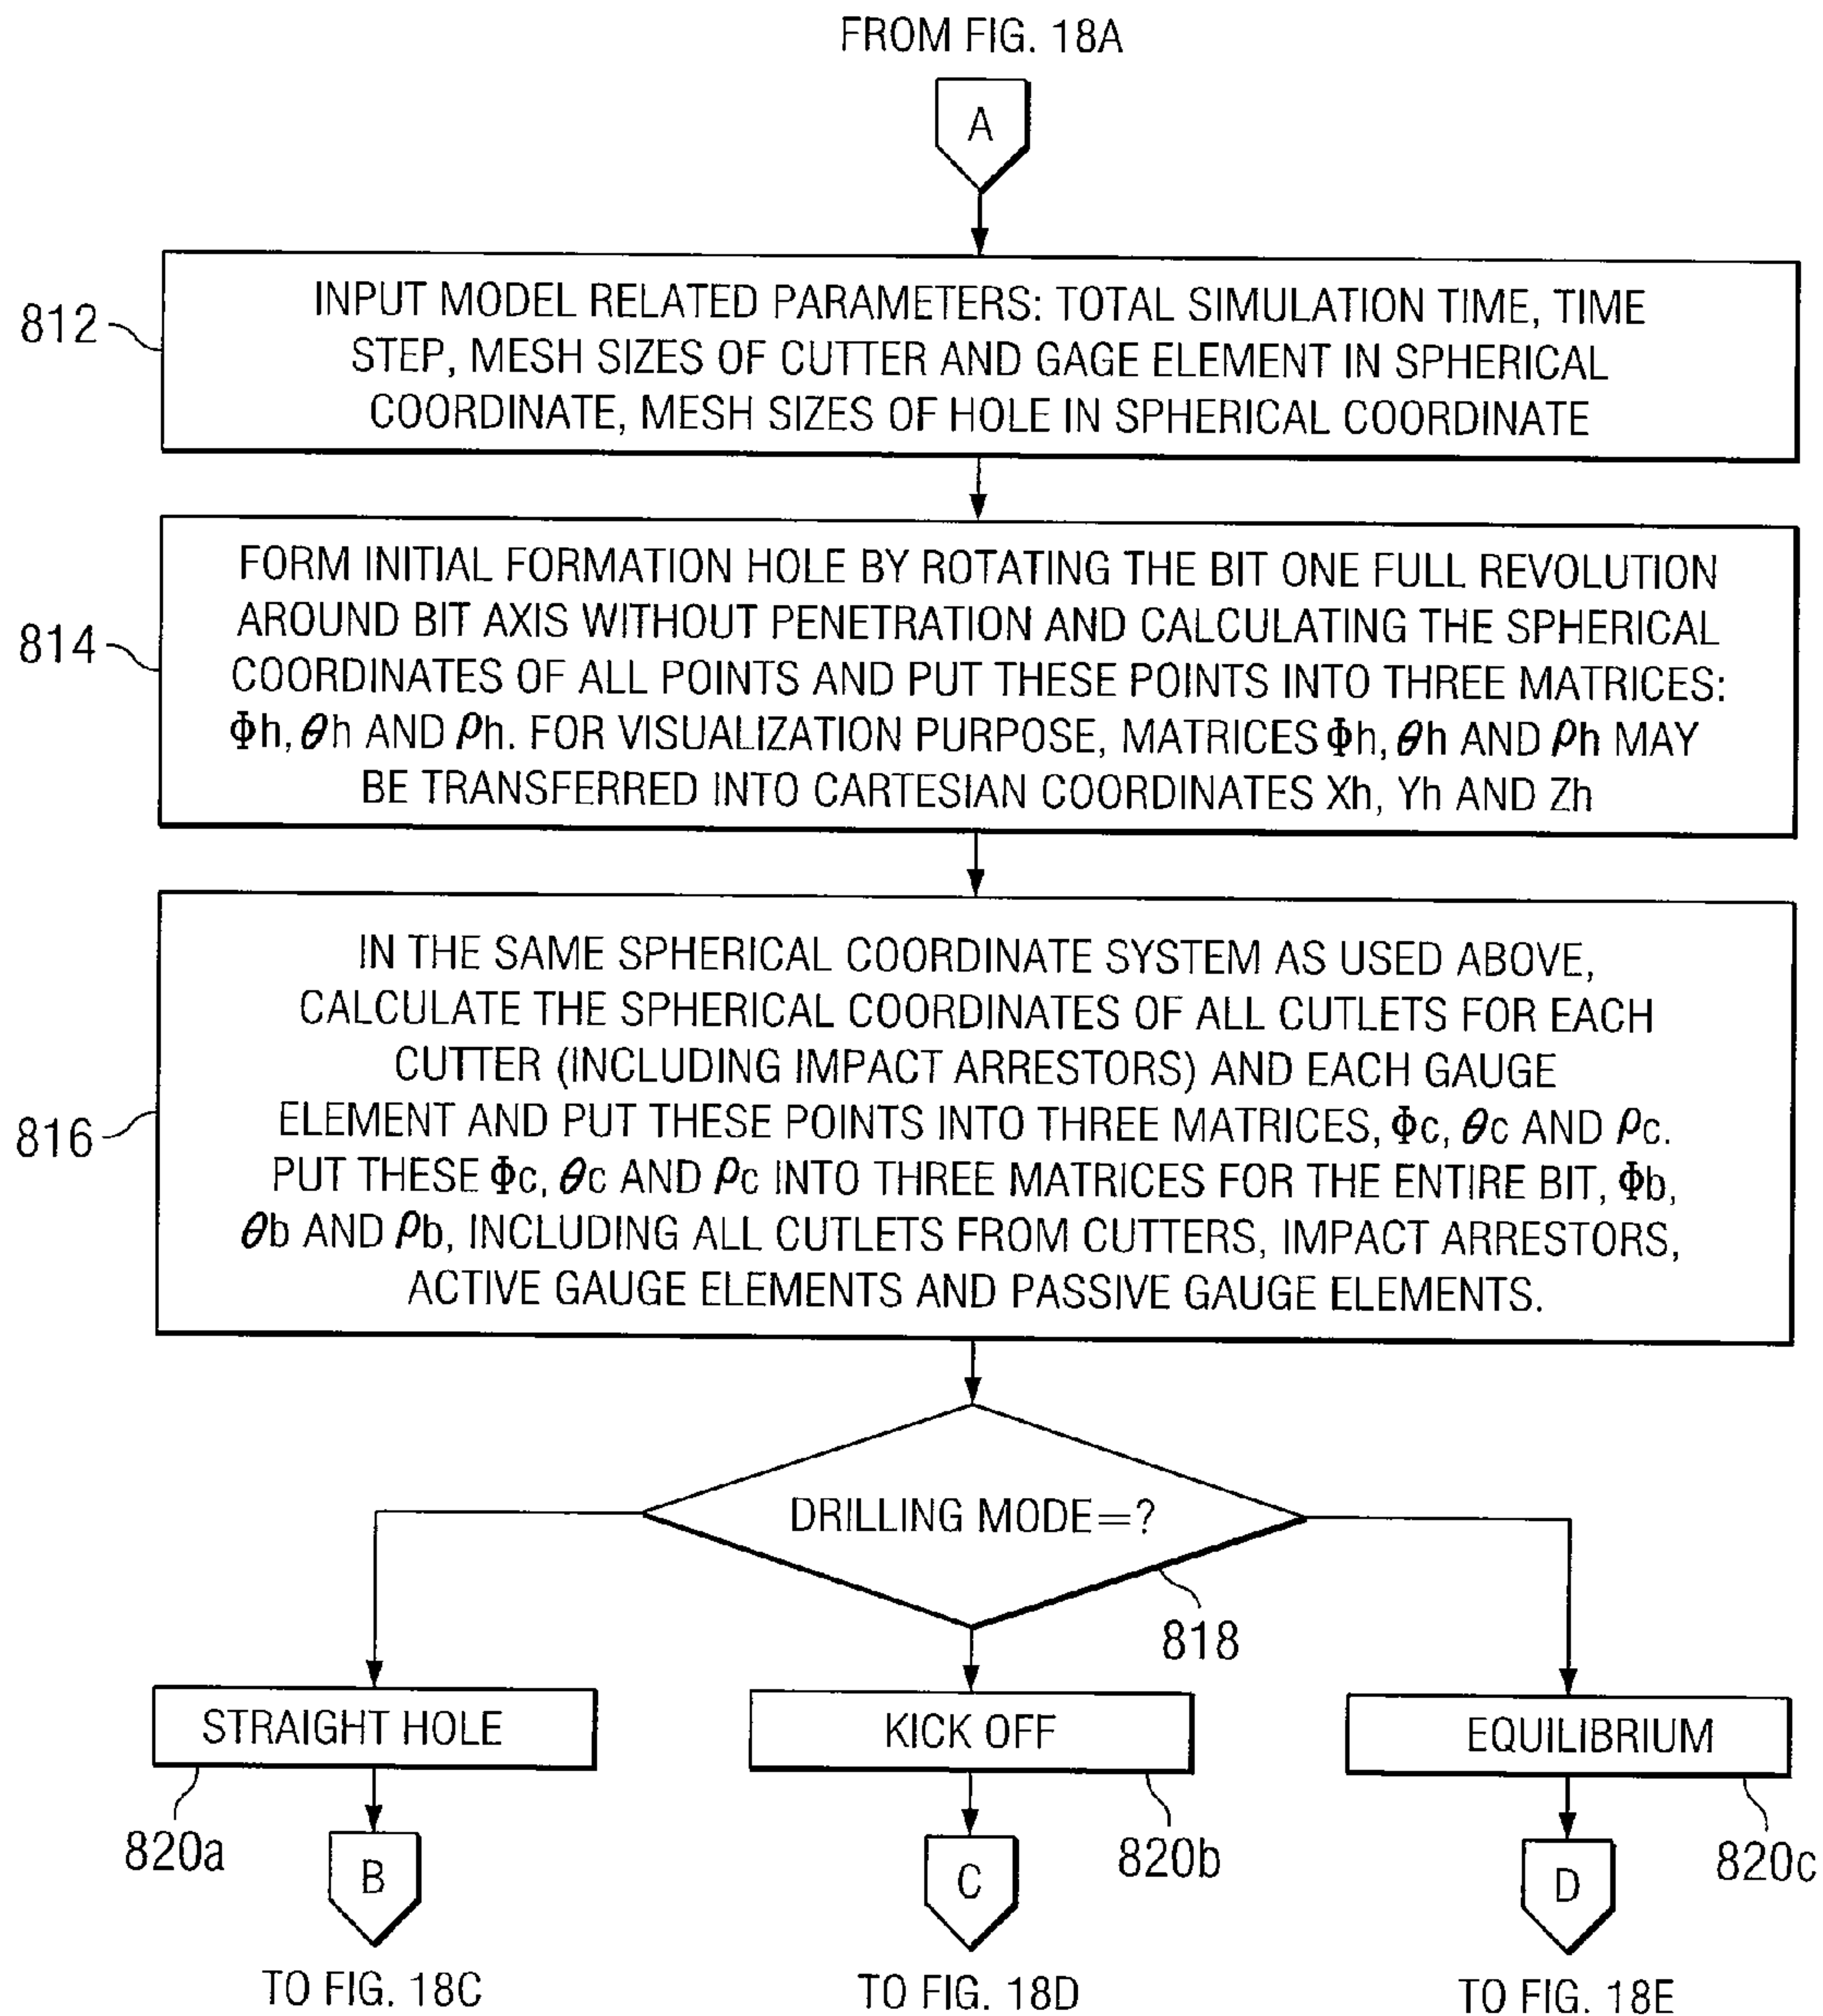 FROM FIG. 18A
A
812
INPUT MODEL RELATED PARAMETERS: TOTAL SIMULATION TIME, TIME
STEP, MESH SIZES OF CUTTER AND GAGE ELEMENT IN SPHERICAL
COORDINATE, MESH SIZES OF HOLE IN SPHERICAL COORDINATE
814
FORM INITIAL FORMATION HOLE BY ROTATING THE BIT ONE FULL REVOLUTION
AROUND BIT AXIS WITHOUT PENETRATION AND CALCULATING THE SPHERICAL
COORDINATES OF ALL POINTS AND PUT THESE POINTS INTO THREE MATRICES:
Φh, θh AND ρh. FOR VISUALIZATION PURPOSE, MATRICES Φh, θh AND ρh MAY
BE TRANSFERRED INTO CARTESIAN COORDINATES Xh, Yh AND Zh
816
IN THE SAME SPHERICAL COORDINATE SYSTEM AS USED ABOVE,
CALCULATE THE SPHERICAL COORDINATES OF ALL CUTLETS FOR EACH
CUTTER (INCLUDING IMPACT ARRESTORS) AND EACH GAUGE
ELEMENT AND PUT THESE POINTS INTO THREE MATRICES, Φc, θc AND ρc.
PUT THESE Φc, θc AND ρc INTO THREE MATRICES FOR THE ENTIRE BIT, Φb,
θb AND ρb, INCLUDING ALL CUTLETS FROM CUTTERS, IMPACT ARRESTORS,
ACTIVE GAUGE ELEMENTS AND PASSIVE GAUGE ELEMENTS.
DRILLING MODE=?
818
STRAIGHT HOLE
KICK OFF
EQUILIBRIUM
820a
820b
820c
B
C
D
TO FIG. 18C
TO FIG. 18D
TO FIG. 18E